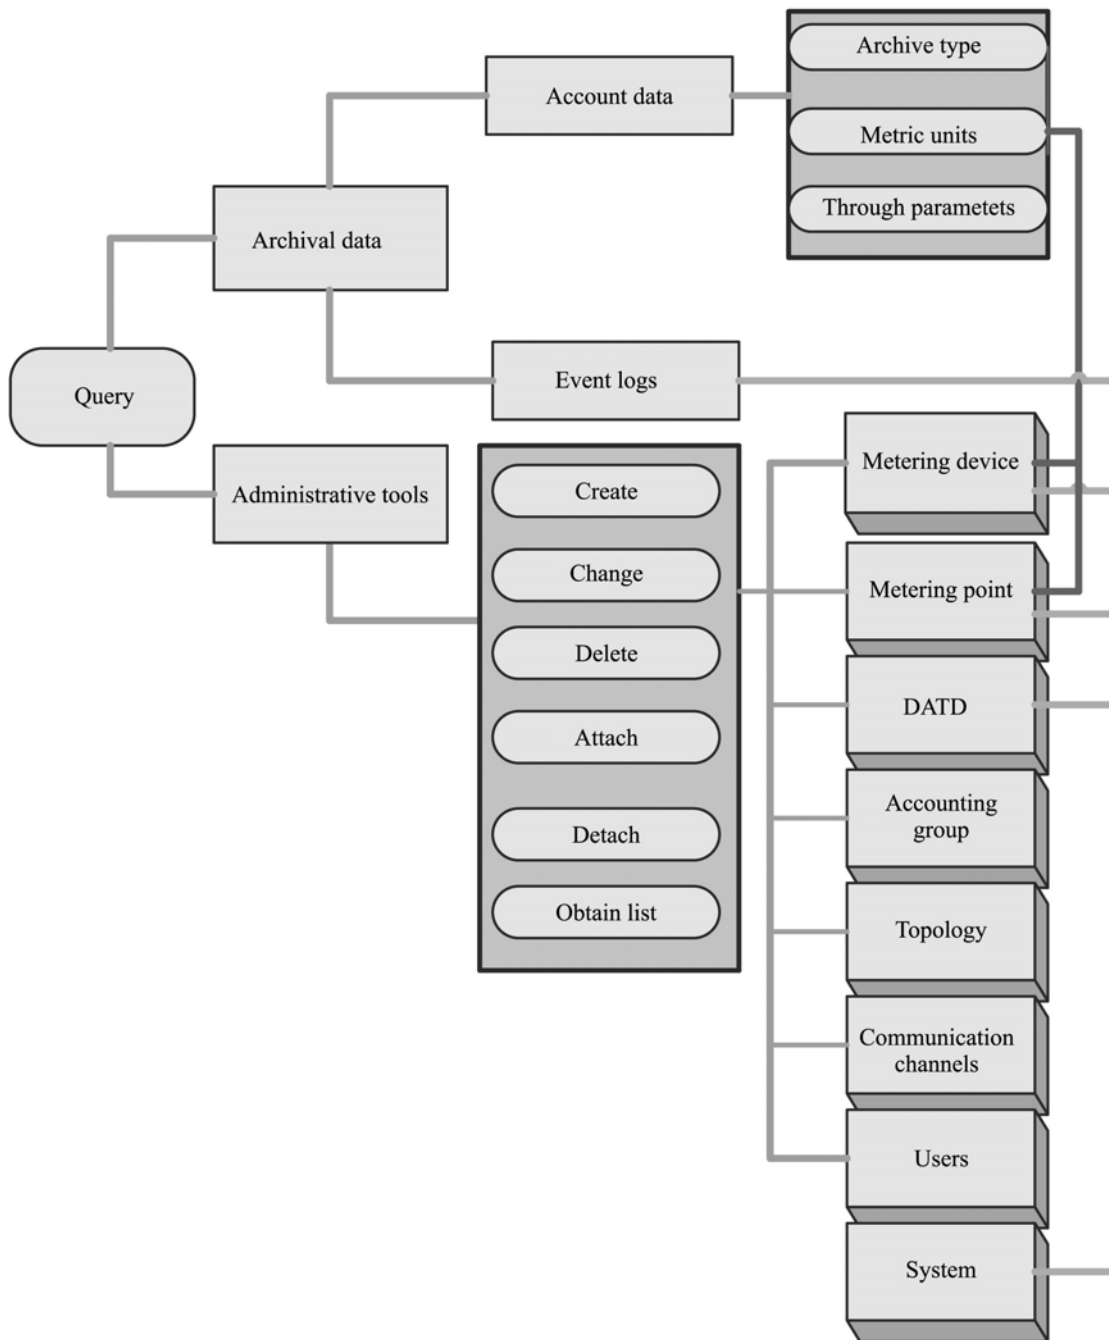 Archive type
Account data
Metric units
Through parametets
Archival data
Event logs
Query
Administrative tools
Create
Change
Delete
Attach
Detach
Obtain list
Metering device
Metering point
DATD
Accounting
group
Topology
Communication
channels
Users
System